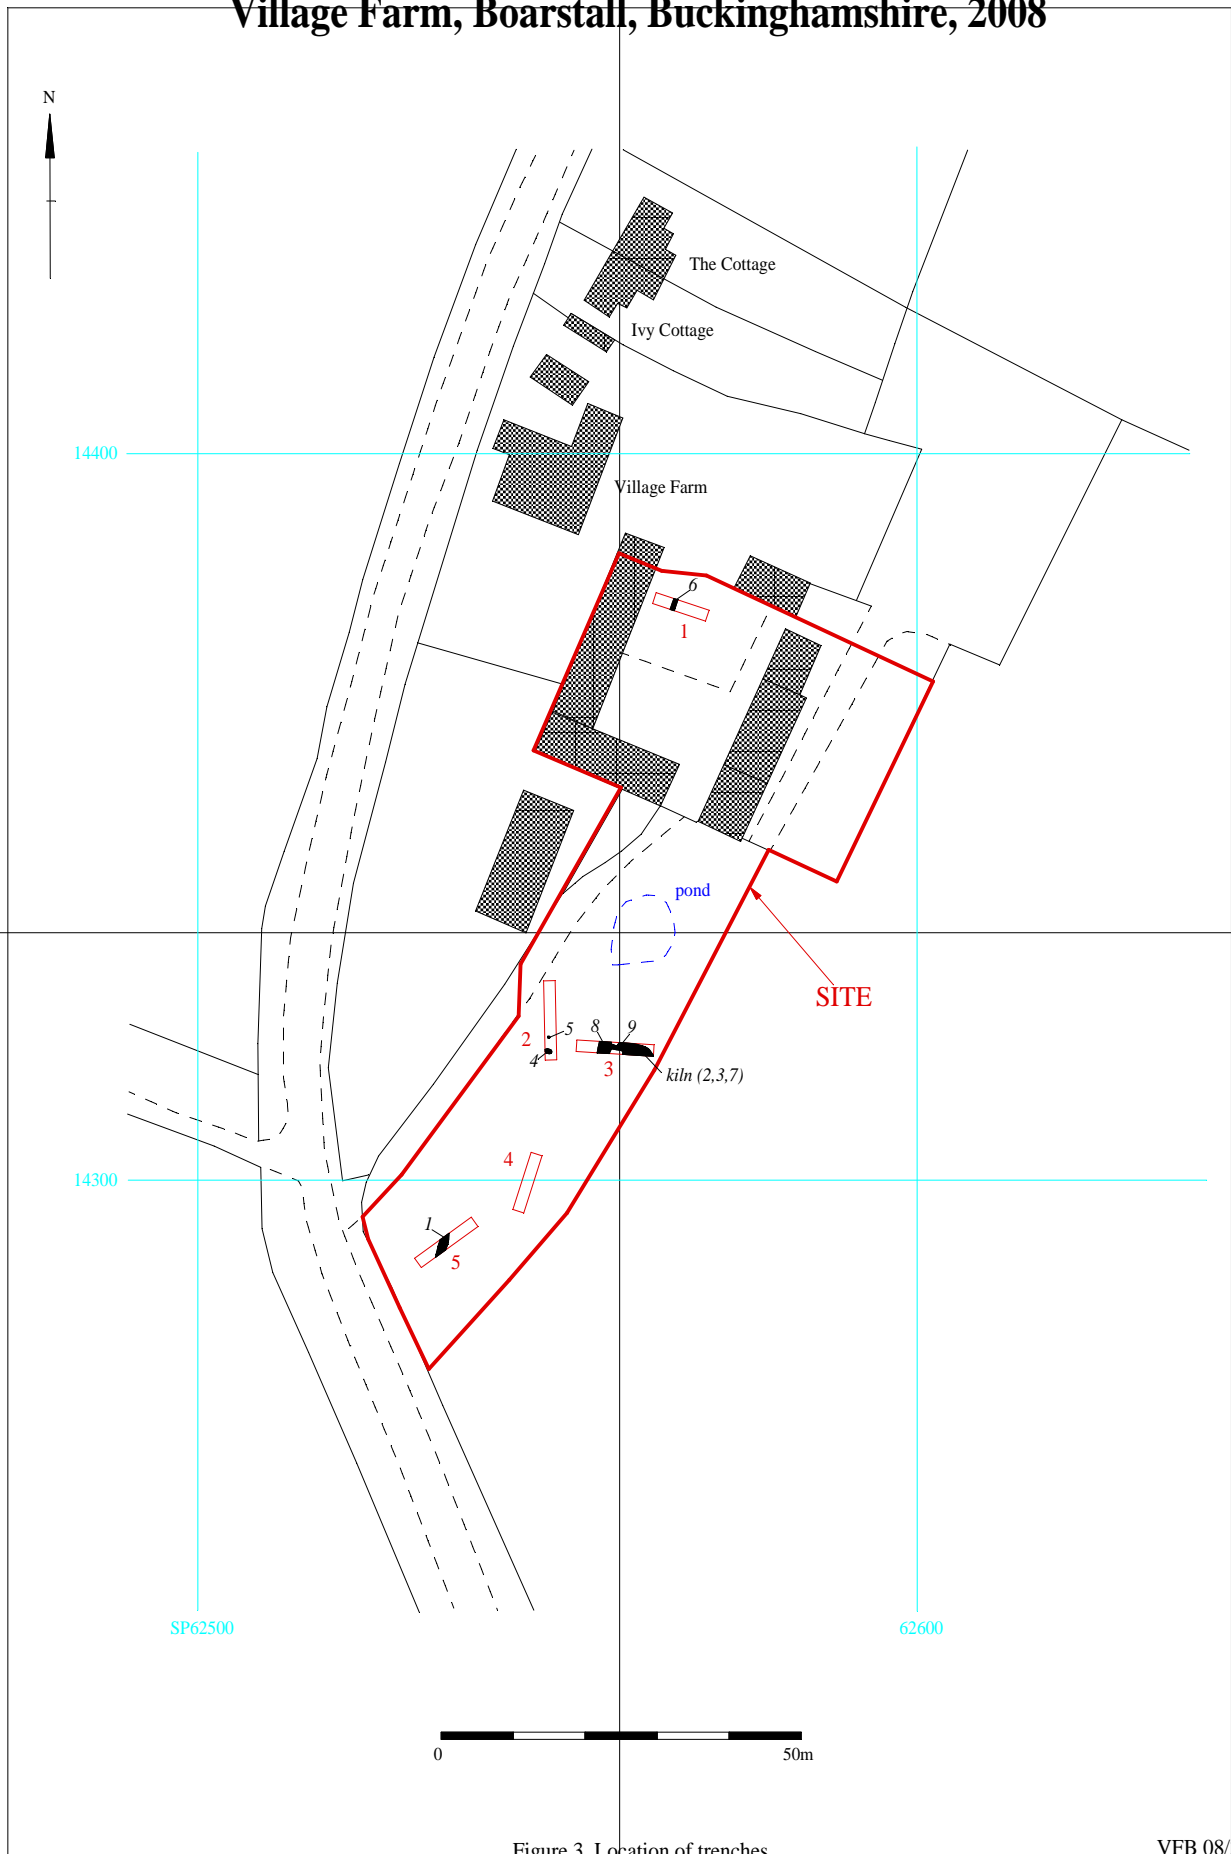 Village Farm, Boarstall, Buckinghamshire, 2008
N
The Cottage
Ivy Cottage
14400
Village Farm
6
1
pond
SITE
8
9
5
2
4
3
kiln (2,3,7)
4
14300
1
5
SP62500
62600
0
50m
Figure 3. Location of trenches
VFB 08/